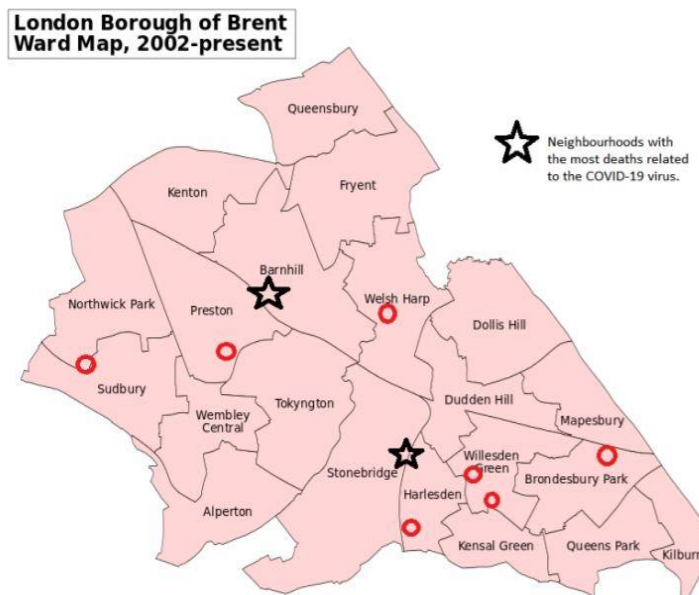 London Borough of Brent
Ward Map, 2002-present
Queensbury
Neighbourhoods with
the most deaths related
to the COVID-19 virus.
Kenton
Fryent
Barnhill
Northwick Park
Preston
Welsh Harp
Dollis Hill
Sudbury
Tokyngton
Dudden Hill
Mapesbury
Wembley
Central
Willesden
Green
Stonebridge
Brondesbury Park
Harlesden
Alperton
Kensal Green
Queens Park
Kilburn